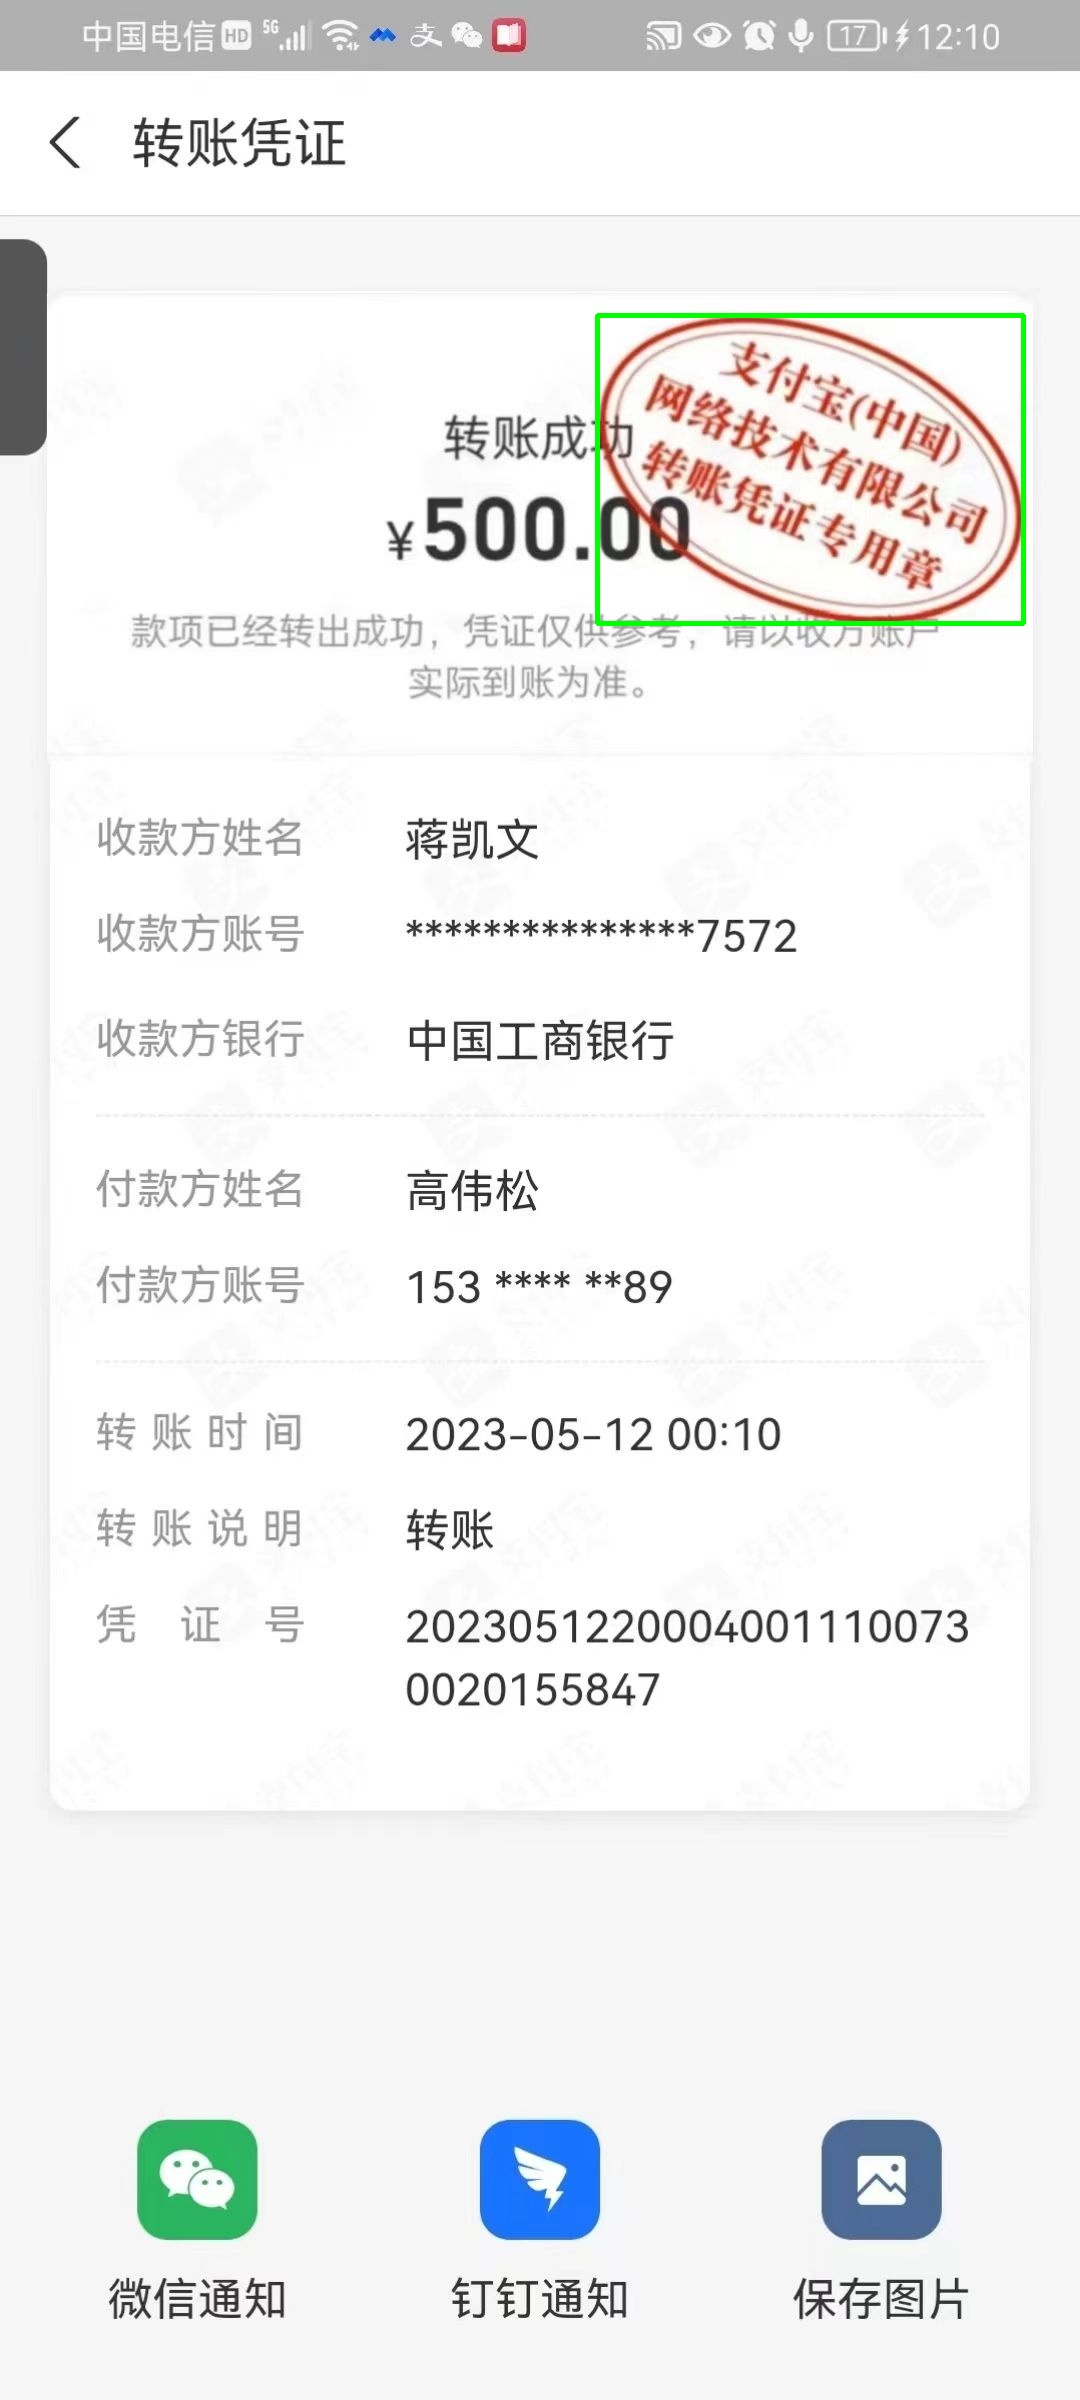 中国电信 HD 5G 17 12:10
转账凭证
支付宝(中国)
网络技术有限公司
转账凭证专用章
转账成功
¥500.00
款项已经转出成功，凭证仅供参考，请以收方账户
实际到账为准。
收款方姓名 蒋凯文
收款方账号 ***************7572
收款方银行 中国工商银行
付款方姓名 高伟松
付款方账号 153 **** **89
转账时间 2023-05-12 00:10
转账说明 转账
凭证号 2023051220004001110073
0020155847
微信通知 钉钉通知 保存图片